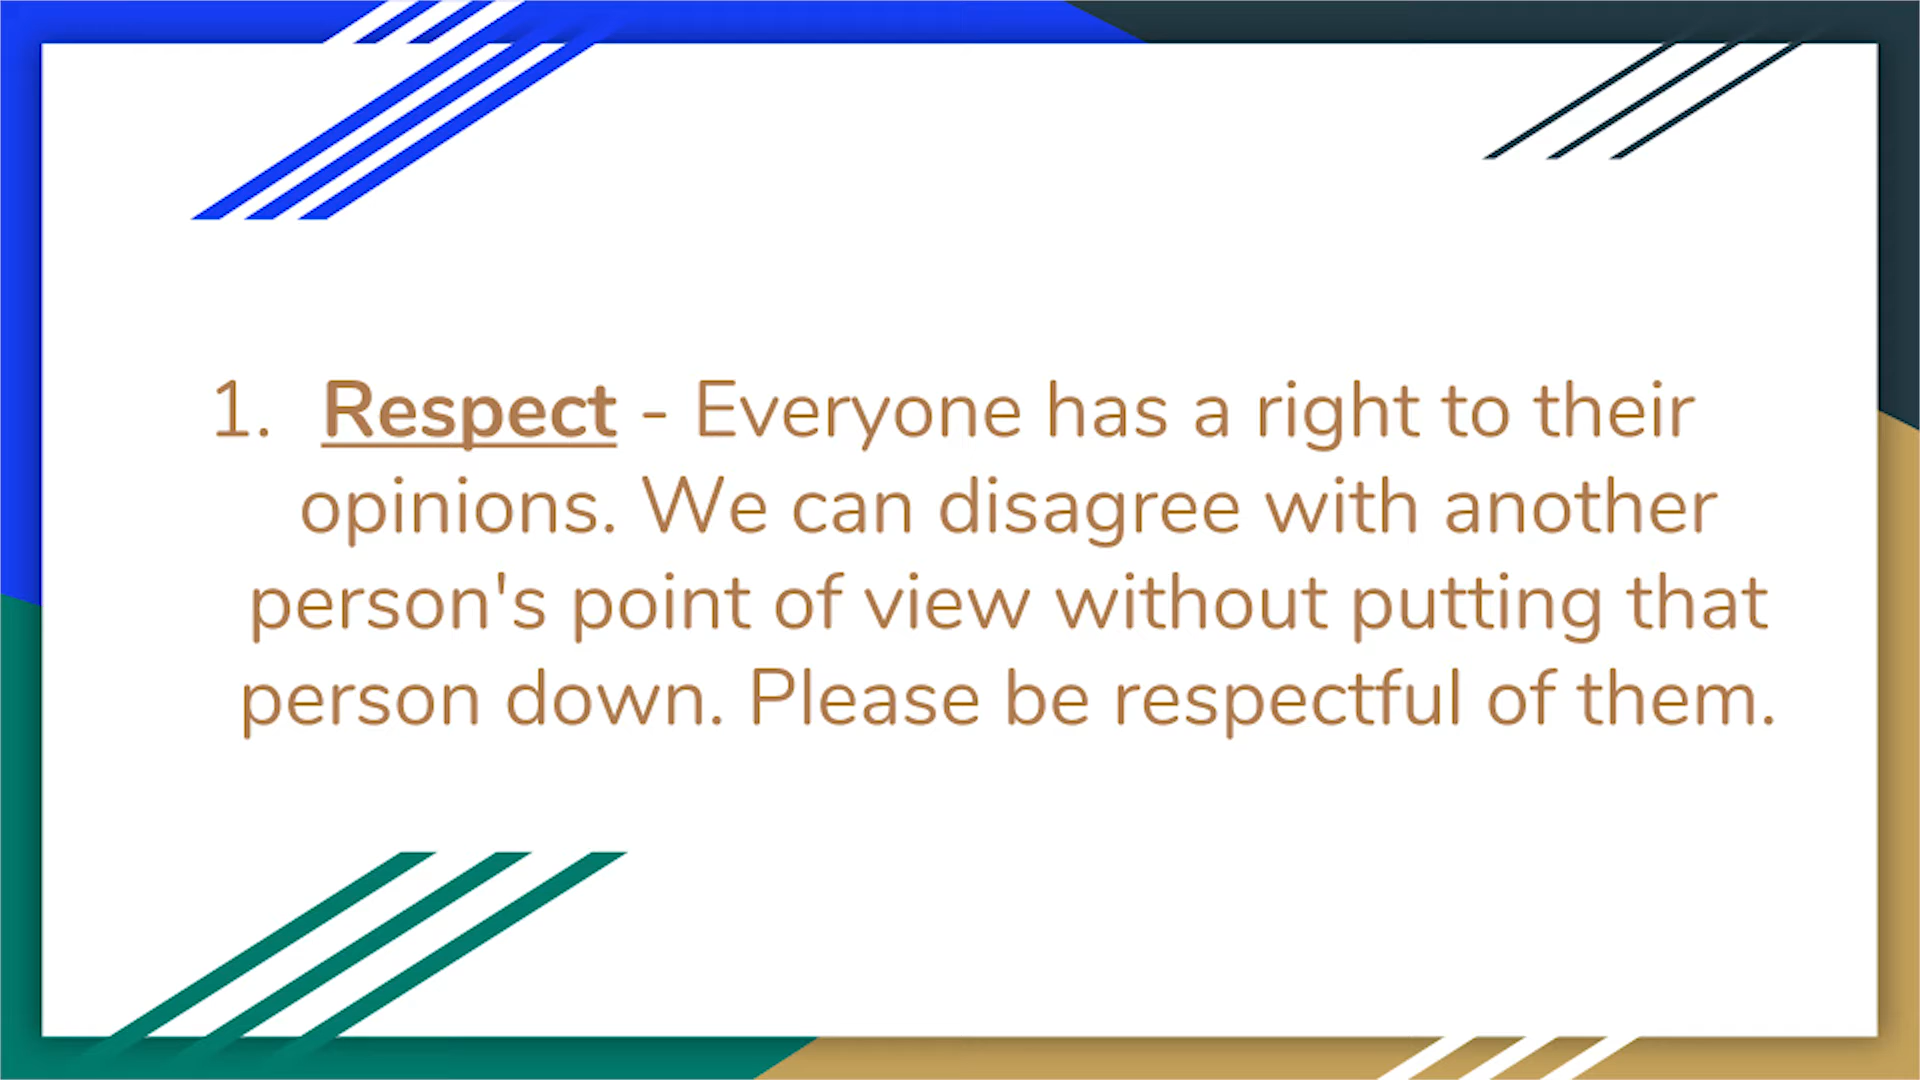 1. Respect - Everyone has a right to their
opinions. We can disagree with another
person's point of view without putting that
person down. Please be respectful of them.